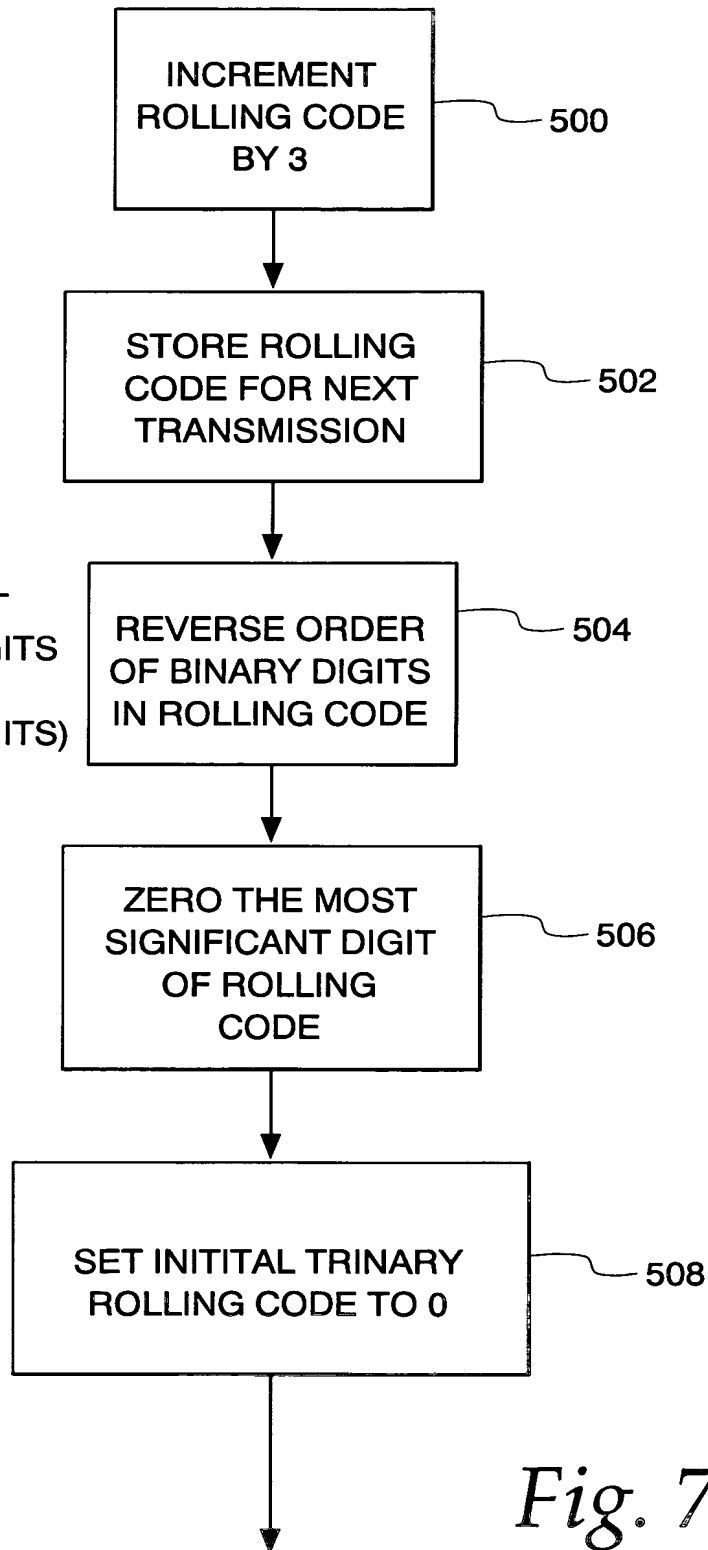 INCREMENT
ROLLING CODE
BY 3
500
STORE ROLLING
CODE FOR NEXT
TRANSMISSION
502
ITS)
REVERSE ORDER
OF BINARY DIGITS
IN ROLLING CODE
504
ZERO THE MOST
SIGNIFICANT DIGIT
OF ROLLING
CODE
506
SET INITITAL TRINARY
ROLLING CODE TO 0
508
Fig. 7